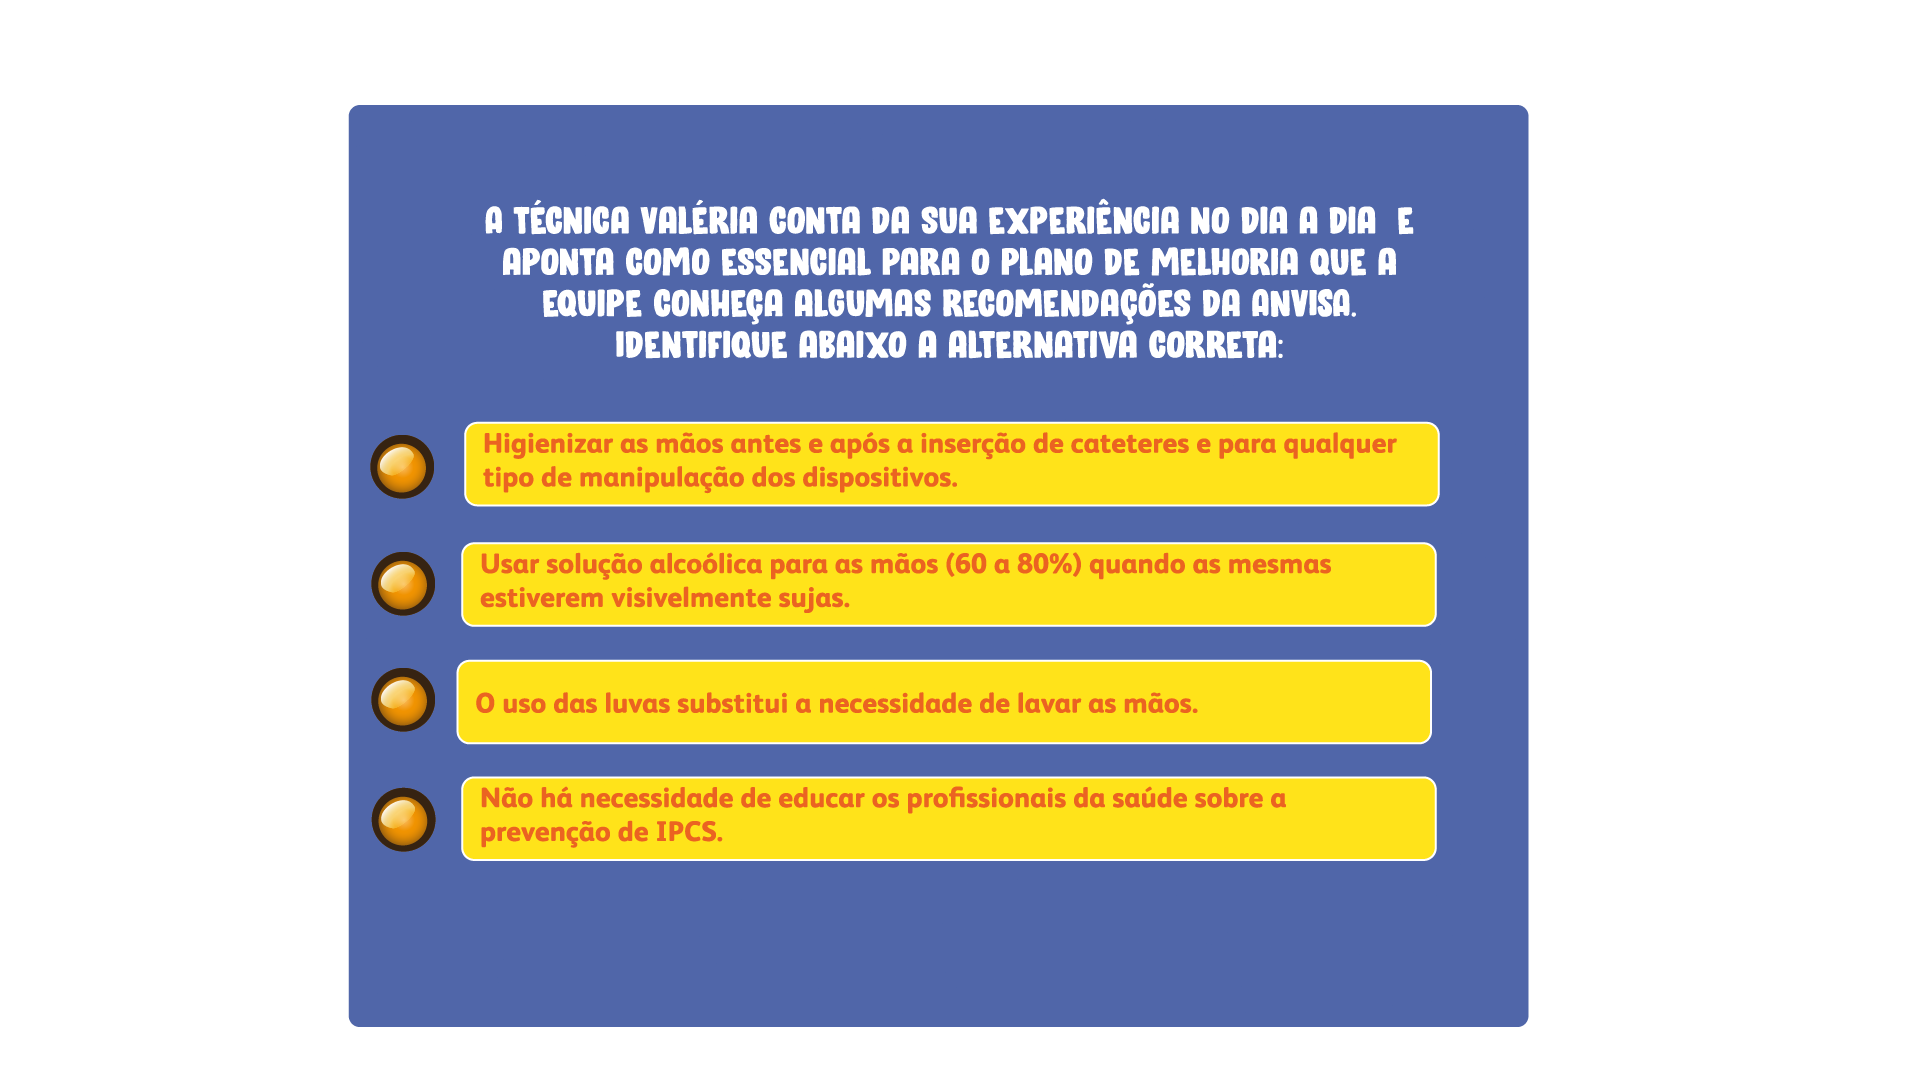 A TÉCNICA VALÉRIA CONTA DA SUA EXPERIÊNCIA NO DIA A DIA E
APONTA COMO ESSENCIAL PARA O PLANO DE MELHORIA QUE A
EQUIPE CONHEÇA ALGUMAS RECOMENDAÇÕES DA ANVISA.
IDENTIFIQUE ABAIXO A ALTERNATIVA CORRETA:
Higienizar as mãos antes e após a inserção de cateteres e para qualquer
tipo de manipulação dos dispositivos.
Usar solução alcoólica para as mãos (60 a 80%) quando as mesmas
estiverem visivelmente sujas.
O uso das luvas substitui a necessidade de lavar as mãos.
Não há necessidade de educar os profissionais da saúde sobre a
prevenção de IPCS.